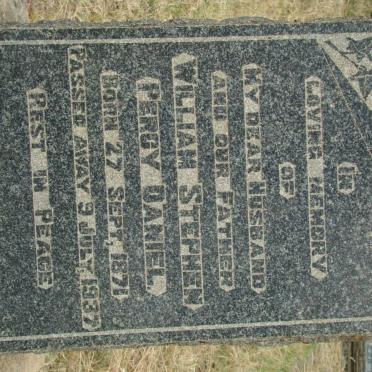 IN
LOVING MEMORY
OF
MY DEAR HUSBAND
AND OUR FATHER
WILLIAM STEPHEN
PERCY DANIEL
BORN 27 SEPT. 1871
PASSED AWAY 9 JULY, 1937
REST IN PEACE